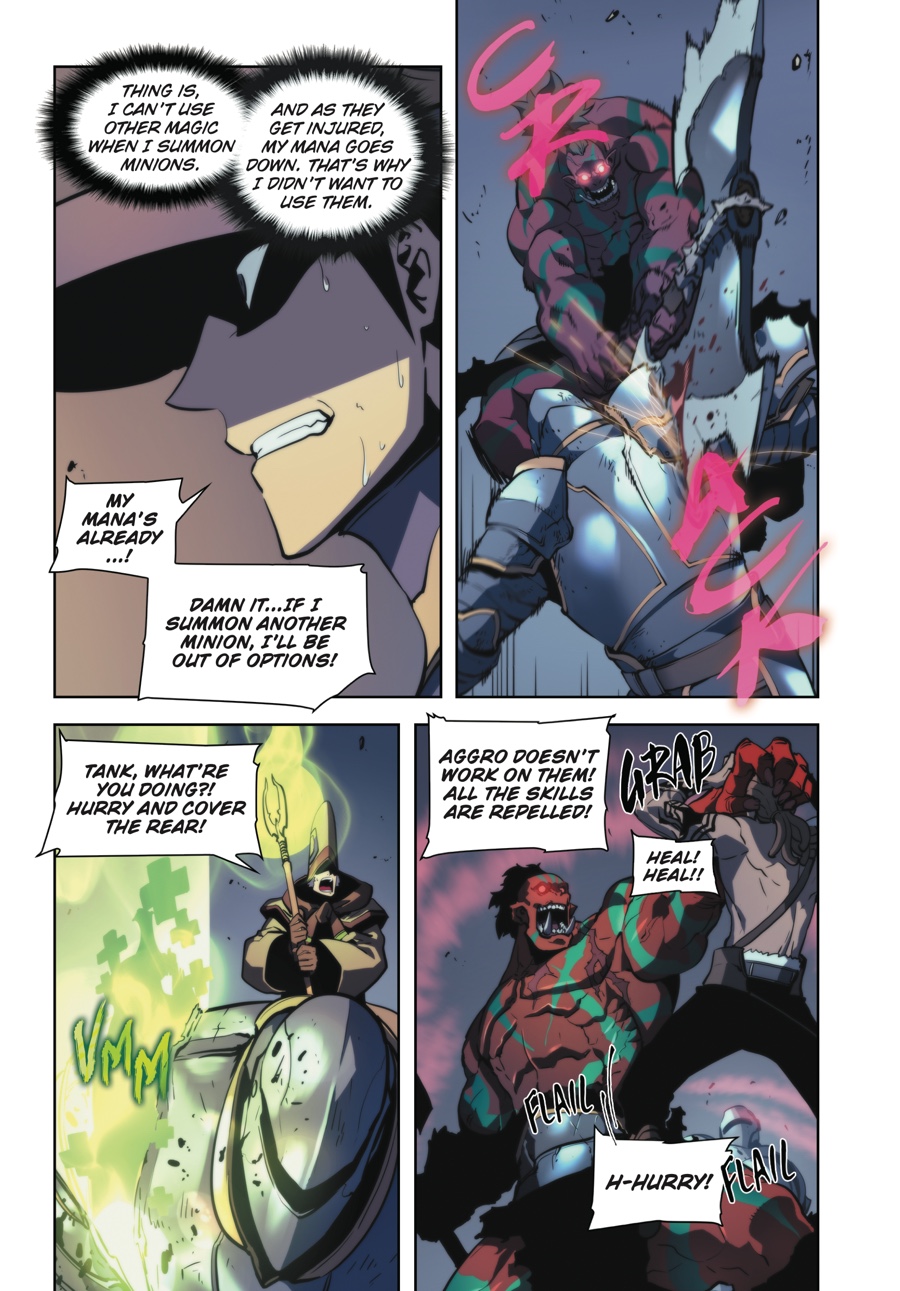 THING IS,
I CAN'T USE
OTHER MAGIC
WHEN I SUMMON
MINIONS.
AND AS THEY
GET INJURED,
MY MANA GOES
DOWN. THAT'S WHY
I DIDN'T WANT TO
USE THEM.
MY
MANA'S
ALREADY
...!
DAMN IT...IF I
SUMMON ANOTHER
MINION, I'LL BE
OUT OF OPTIONS!
CRACK
TANK, WHAT'RE
YOU DOING?!
HURRY AND COVER
THE REAR!
VMM
AGGRO DOESN'T
WORK ON THEM!
ALL THE SKILLS
ARE REPELLED!
GRAB
HEAL!
HEAL!!
FLAIL
H-HURRY!
FLAIL